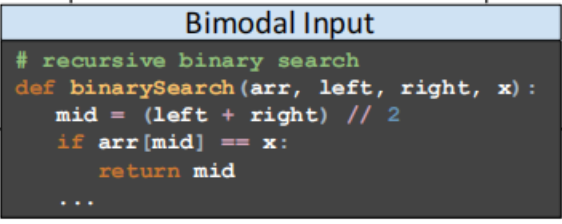 Bimodal Input
# recursive binary search
def binarySearch(arr, left, right, x):
mid = (left + right) // 2
if arr[mid] == x:
return mid
...